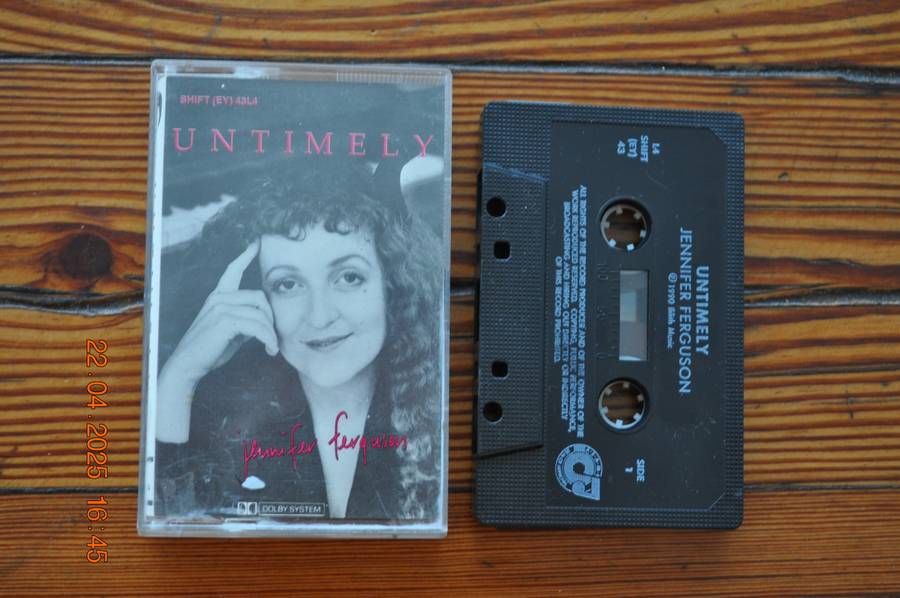 SHIFT (EY) 43L4
UNTIMELY
jennifer ferguson
DOLBY SYSTEM
L4
SHIFT
(EY)
43
UNTIMELY
JENNIFER FERGUSON
℗1990 Shifty Music
ALL RIGHTS OF THE RECORD PRODUCER AND OF THE OWNER OF THE
WORK REPRODUCED RESERVED. COPYING, PUBLIC PERFORMANCE,
BROADCASTING AND HIRING OUT DIRECTLY OR INDIRECTLY
OF THIS RECORD PROHIBITED.
SIDE
1
22.04.2025 16:45